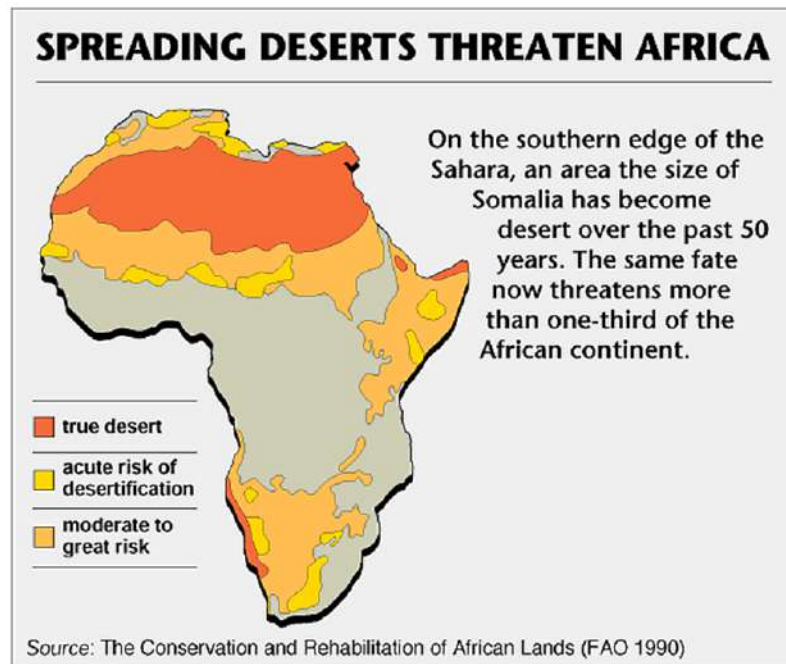 SPREADING DESERTS THREATEN AFRICA
On the southern edge of the
Sahara, an area the size of
Somalia has become
desert over the past 50
years. The same fate
now threatens more
than one-third of the
African continent.
true desert
acute risk of
desertification
moderate to
great risk
Source: The Conservation and Rehabilitation of African Lands (FAO 1990)